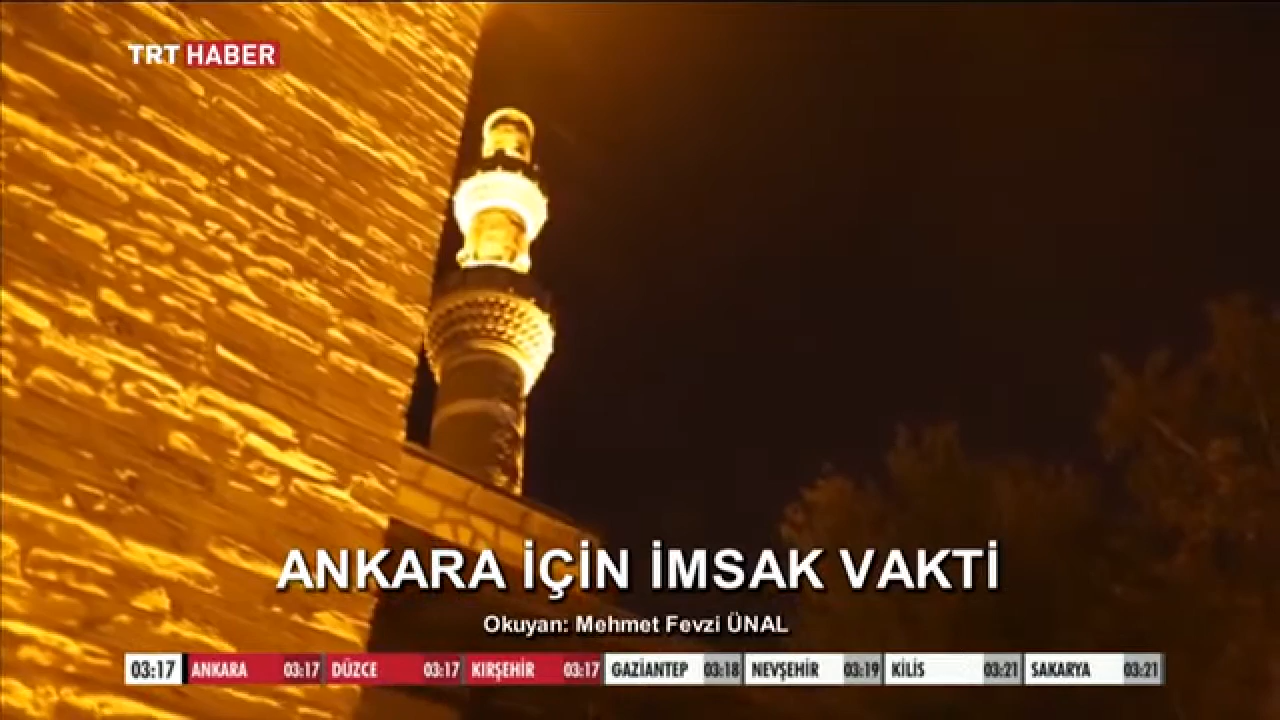 TRT HABER
ANKARA İÇİN İMSAK VAKTİ
Okuyan: Mehmet Fevzi ÜNAL
03:17 ANKARA 03:17 DÜZCE 03:17 KIRŞEHİR 03:17 GAZİANTEP 03:18 NEVŞEHİR 03:19 KİLİS 03:21 SAKARYA 03:21